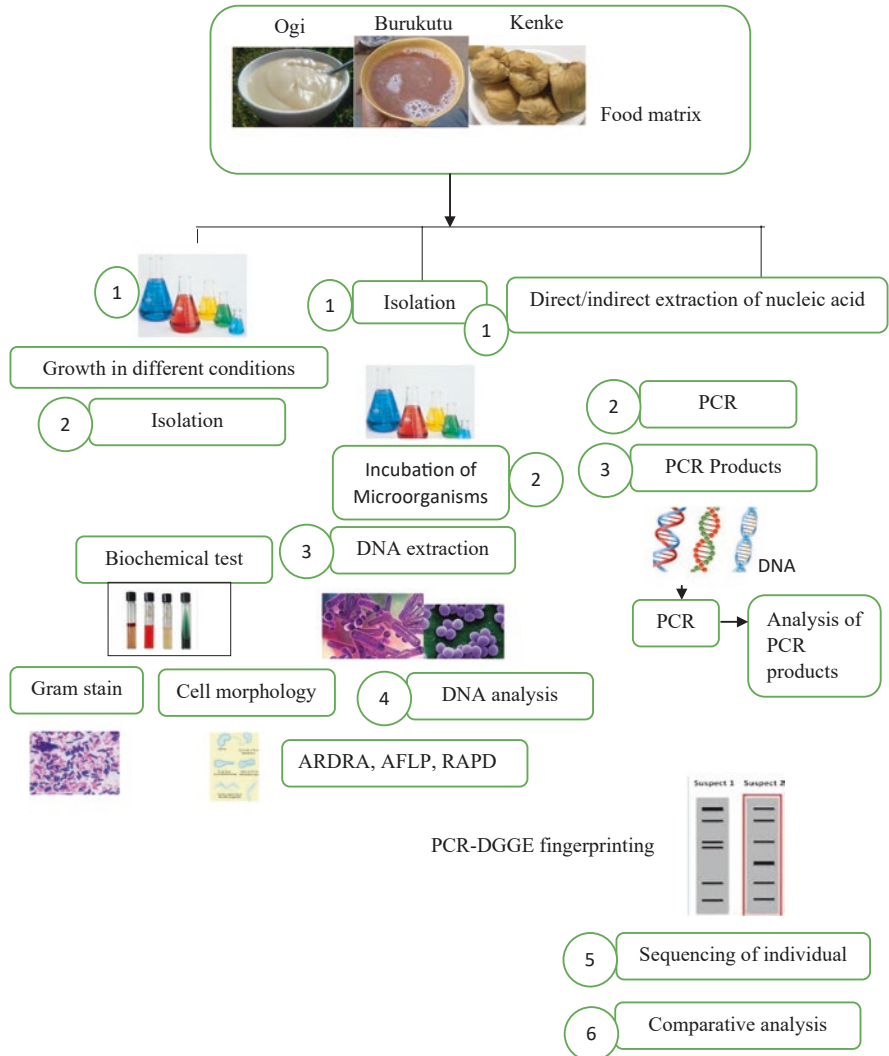 Ogi
Burukutu
Kenke
Food matrix
1
1
Isolation
1
Direct/indirect extraction of nucleic acid
Growth in different conditions
2
Isolation
2
PCR
Incubation of
Microorganisms
2
3
PCR Products
3
DNA extraction
Biochemical test
DNA
PCR
Analysis of
PCR
products
Gram stain
Cell morphology
4
DNA analysis
ARDRA, AFLP, RAPD
Suspect 1
Suspect 2
PCR-DGGE fingerprinting
5
Sequencing of individual
6
Comparative analysis